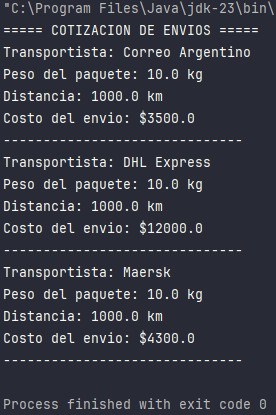 "C:\Program Files\Java\jdk-23\bin\
===== COTIZACION DE ENVIOS =====
Transportista: Correo Argentino
Peso del paquete: 10.0 kg
Distancia: 1000.0 km
Costo del envio: $3500.0
------------------------------
Transportista: DHL Express
Peso del paquete: 10.0 kg
Distancia: 1000.0 km
Costo del envio: $12000.0
------------------------------
Transportista: Maersk
Peso del paquete: 10.0 kg
Distancia: 1000.0 km
Costo del envio: $4300.0
------------------------------
Process finished with exit code 0